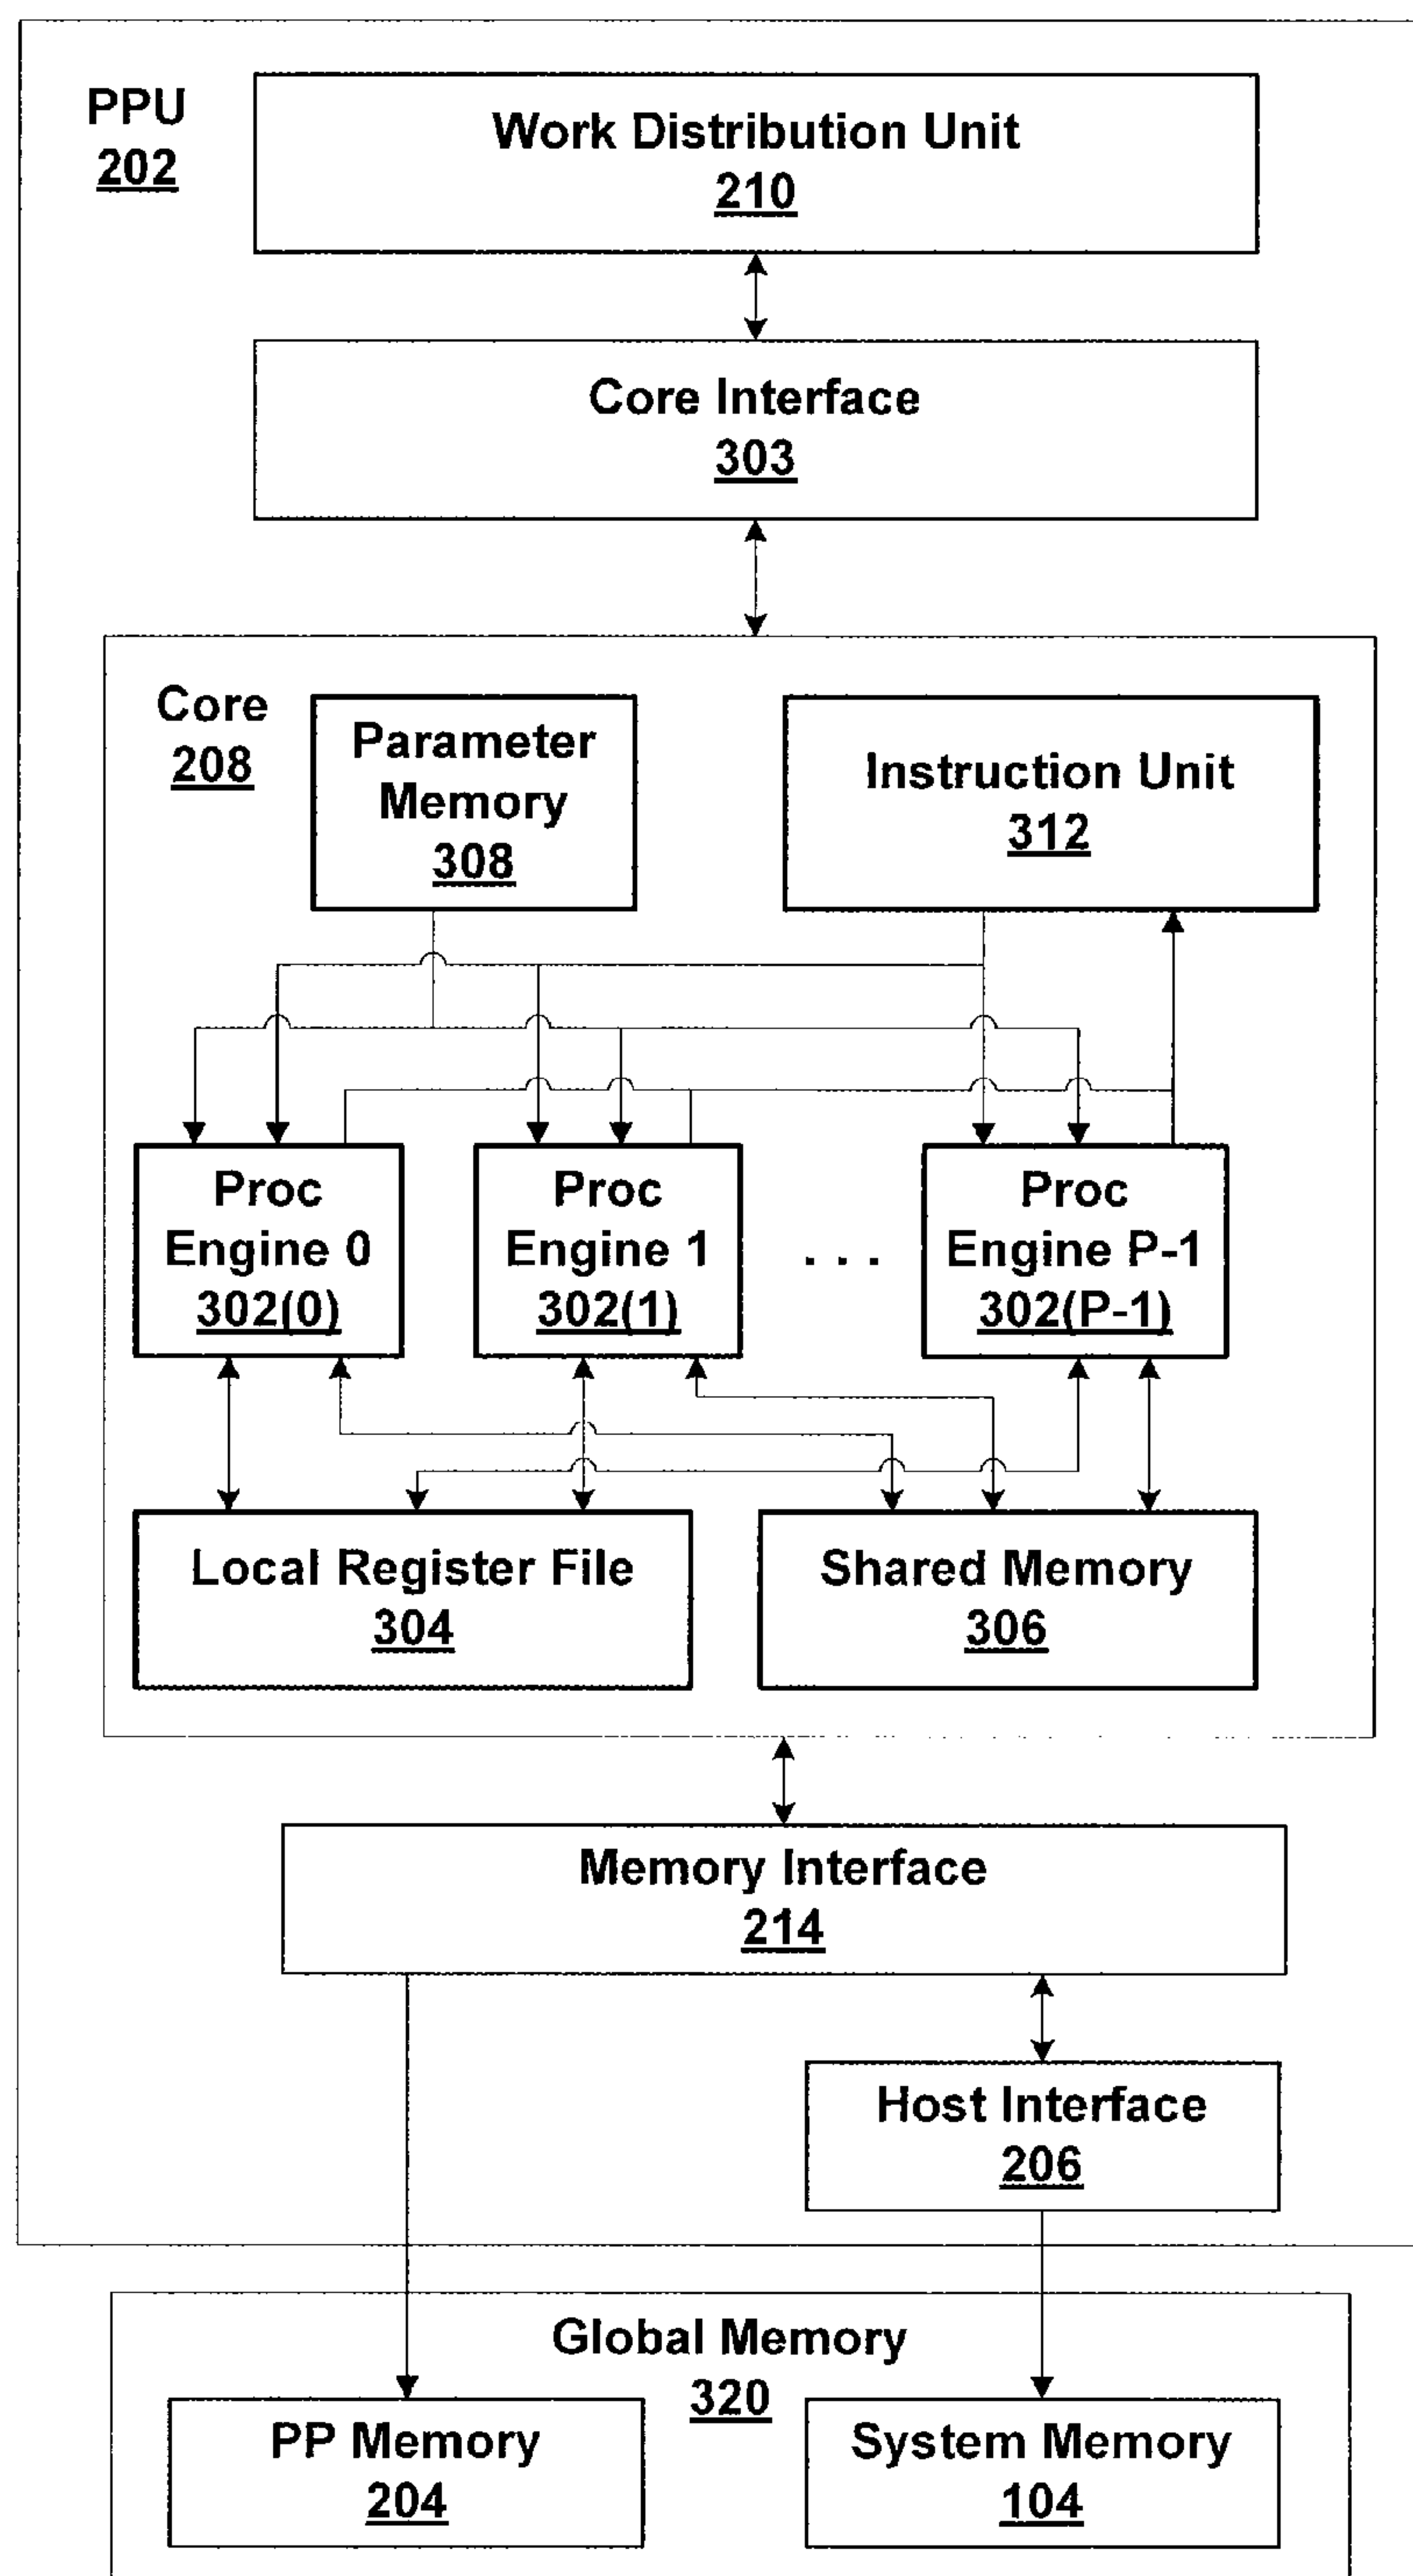 PPU
202
Work Distribution Unit
210
Core Interface
303
Core
208
Parameter
Memory
308
Instruction Unit
312
Proc
Engine 0
302(0)
Proc
Engine 1
302(1)
. . .
Proc
Engine P-1
302(P-1)
Local Register File
304
Shared Memory
306
Memory Interface
214
Host Interface
206
Global Memory
320
PP Memory
204
System Memory
104